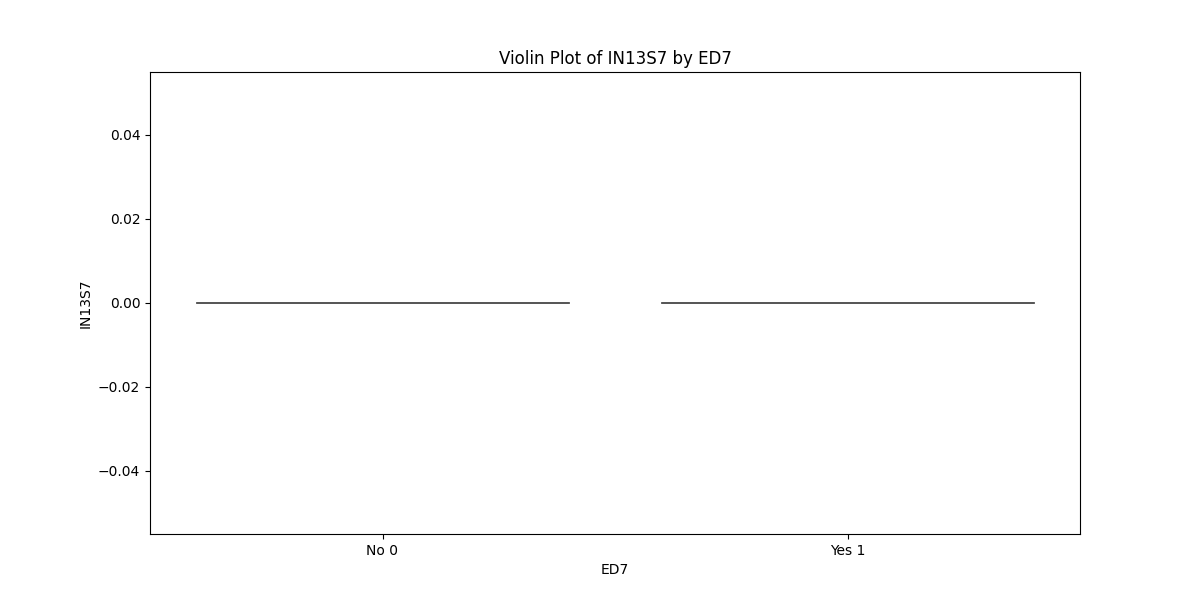 Violin Plot of IN13S7 by ED7
0.04
0.02
0.00
−0.02
−0.04
IN13S7
No 0
Yes 1
ED7